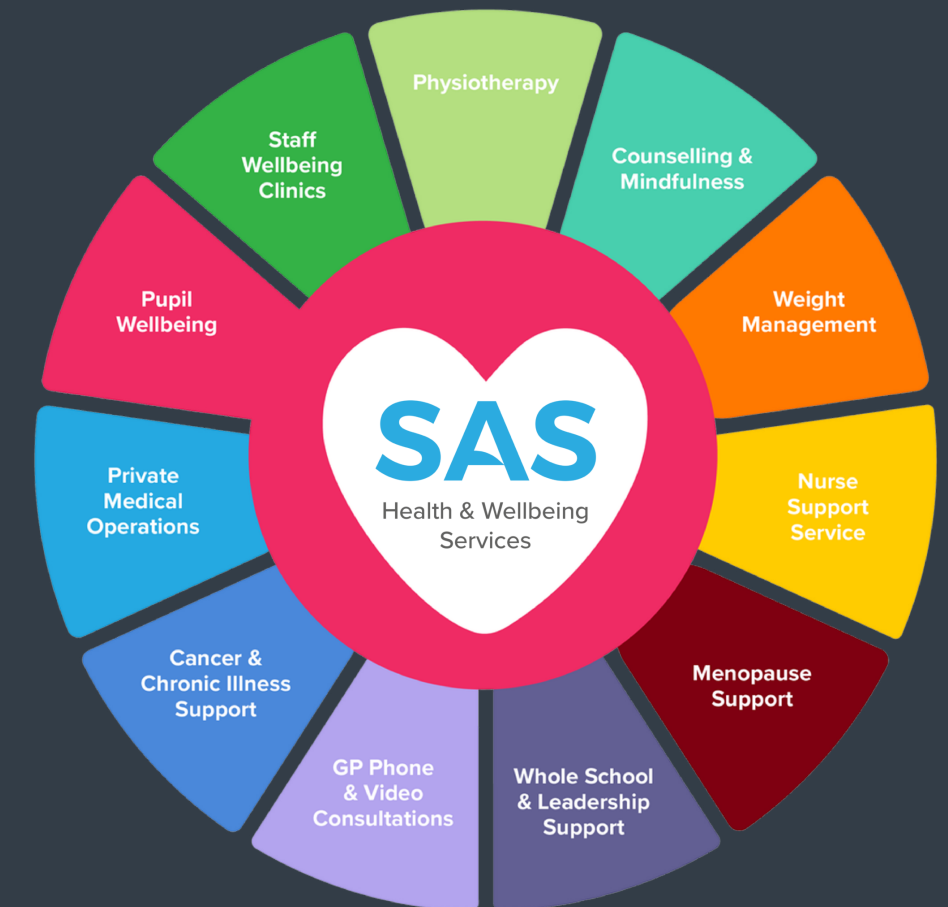 Physiotherapy
Counselling &
Mindfulness
Weight
Management
Nurse
Support
Service
Menopause
Support
Whole School
& Leadership
Support
GP Phone
& Video
Consultations
Cancer &
Chronic Illness
Support
Private
Medical
Operations
Pupil
Wellbeing
Staff
Wellbeing
Clinics
SAS
Health & Wellbeing
Services